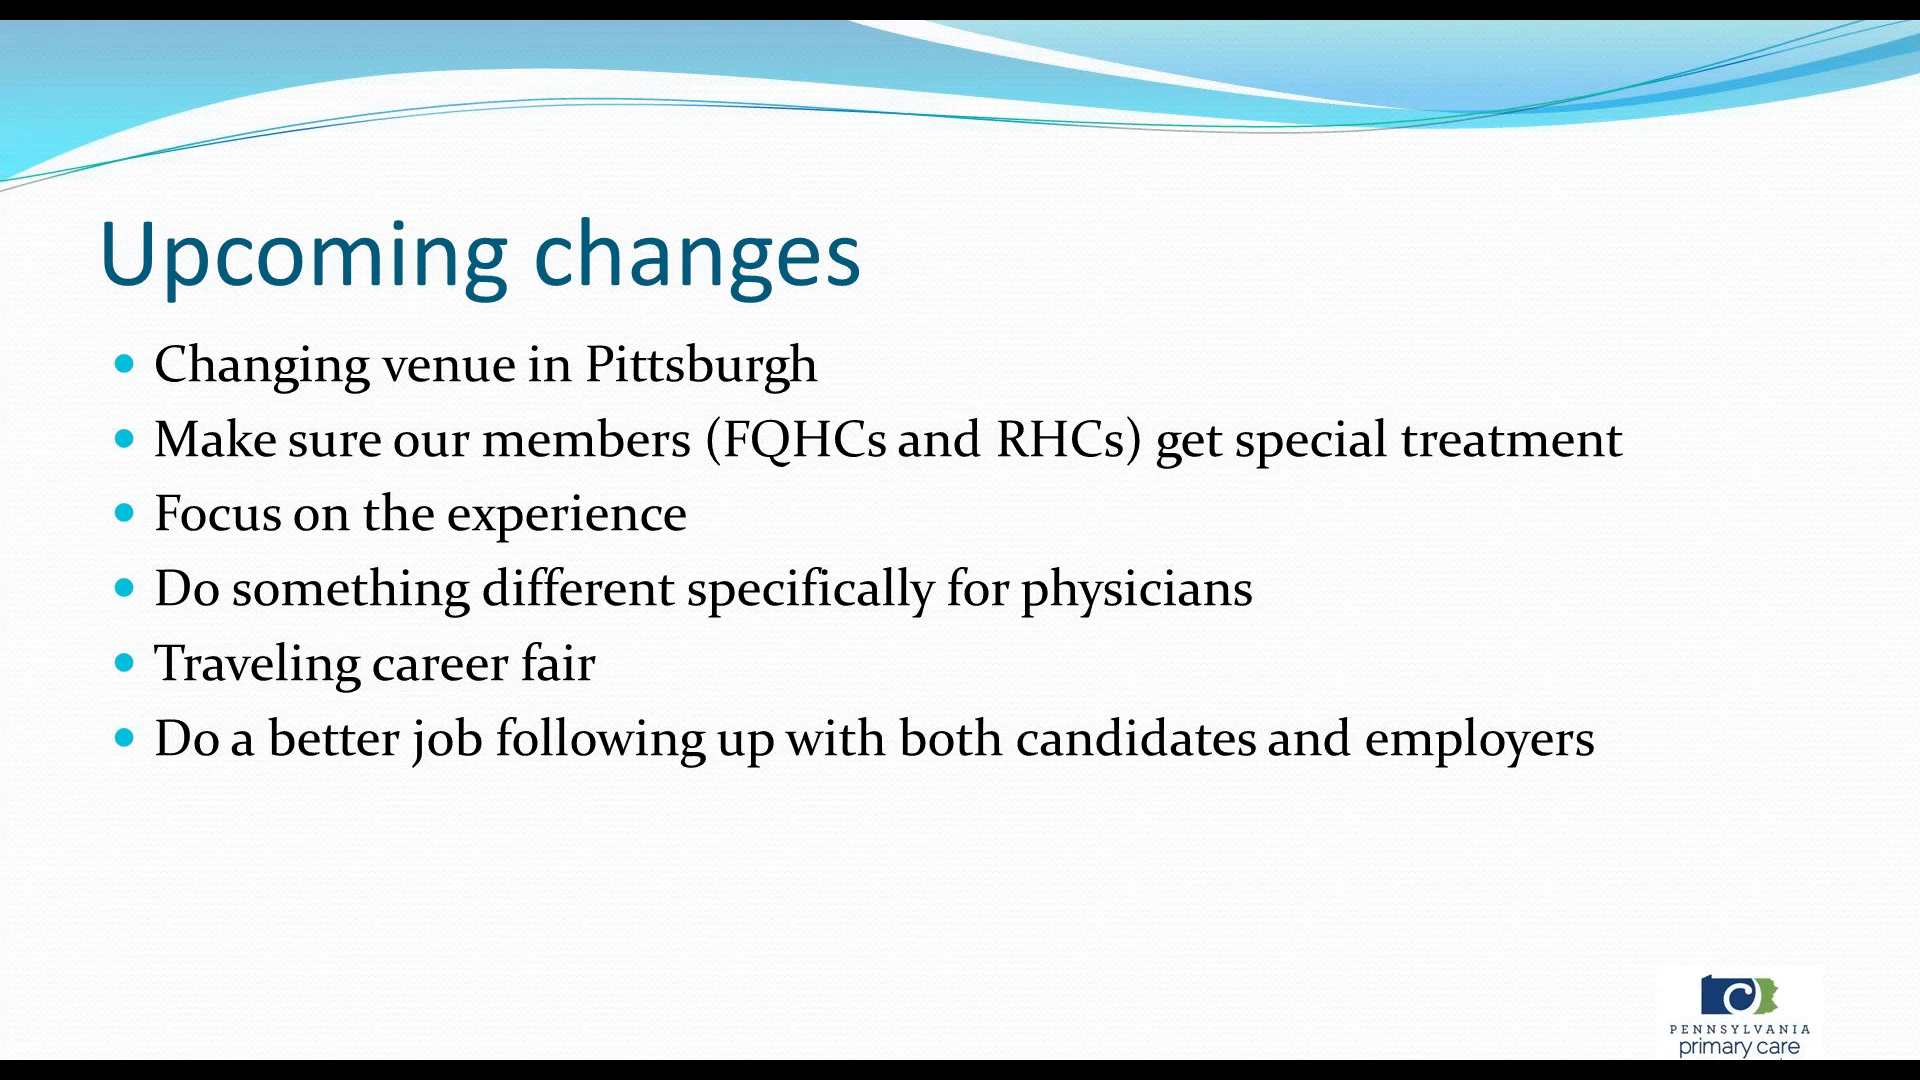 Upcoming changes
Changing venue in Pittsburgh
Make sure our members (FQHCs and RHCs) get special treatment
Focus on the experience
Do something different specifically for physicians
Traveling career fair
Do a better job following up with both candidates and employers
PENNSYLVANIA
primary care